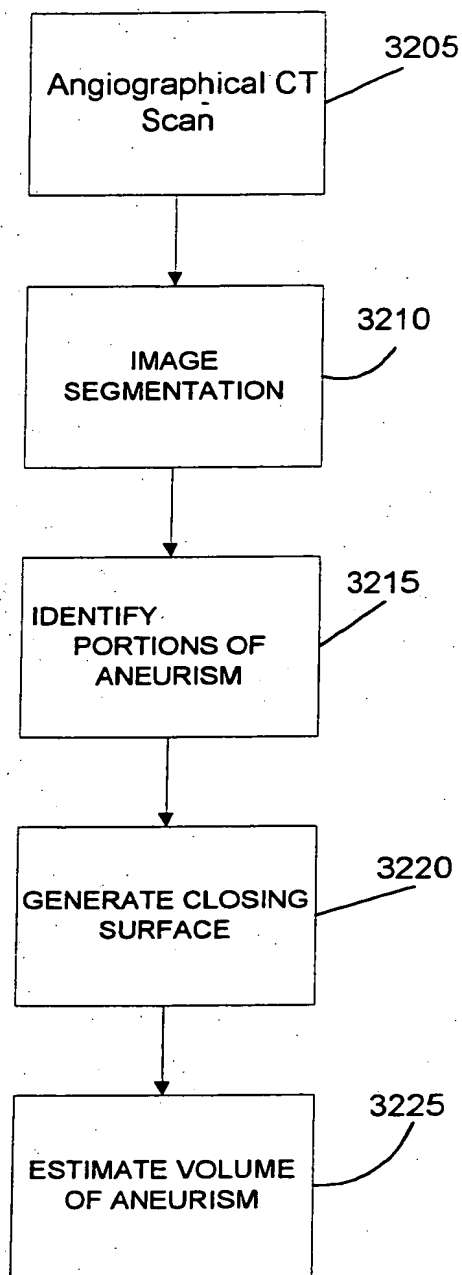 Angiographical CT
Scan
3205
IMAGE
SEGMENTATION
3210
IDENTIFY
PORTIONS OF
ANEURISM
3215
GENERATE CLOSING
SURFACE
3220
ESTIMATE VOLUME
OF ANEURISM
3225